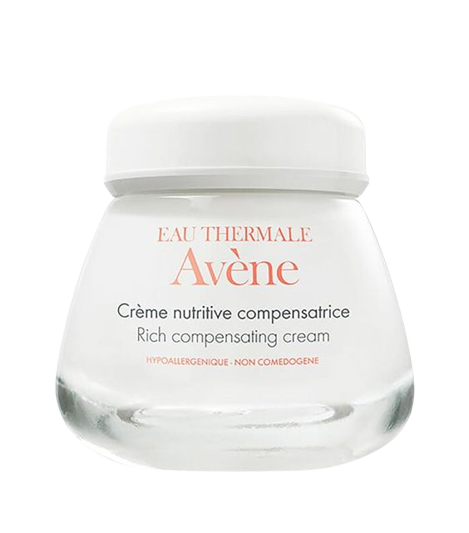 EAU THERMALE
Avène
Crème nutritive compensatrice
Rich compensating cream
HYPOALLERGENIQUE - NON COMEDOGENE